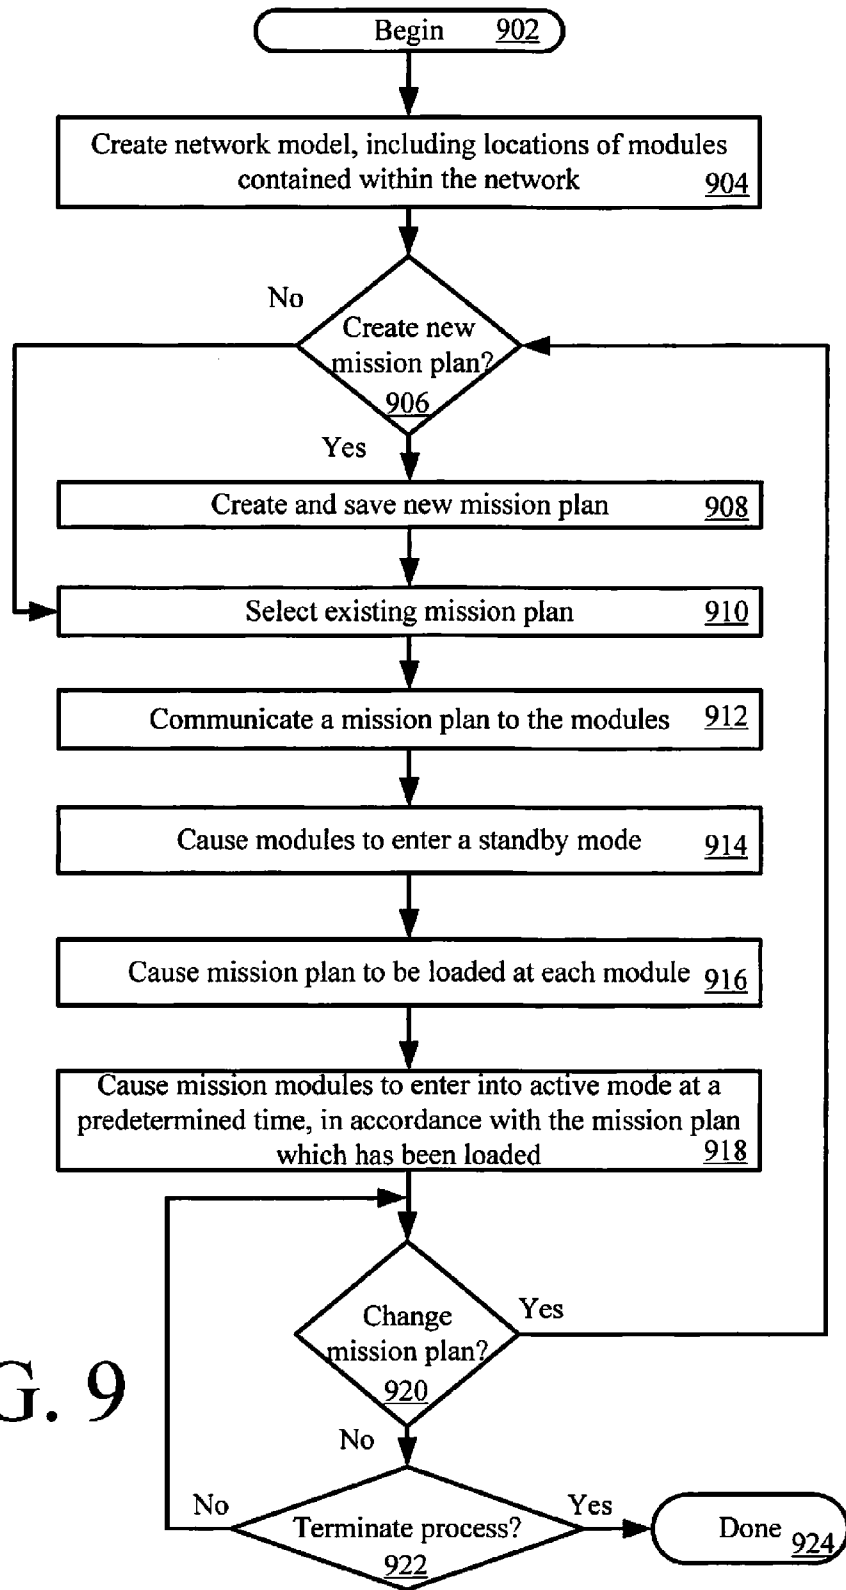 Begin 902
Create network model, including locations of modules
contained within the network 904
No
Create new
mission plan?
906
Yes
Create and save new mission plan 908
Select existing mission plan 910
Communicate a mission plan to the modules 912
Cause modules to enter a standby mode 914
Cause mission plan to be loaded at each module 916
Cause mission modules to enter into active mode at a
predetermined time, in accordance with the mission plan
which has been loaded 918
Change
mission plan?
920
Yes
G. 9
No
No
Terminate process?
922
Yes
Done 924